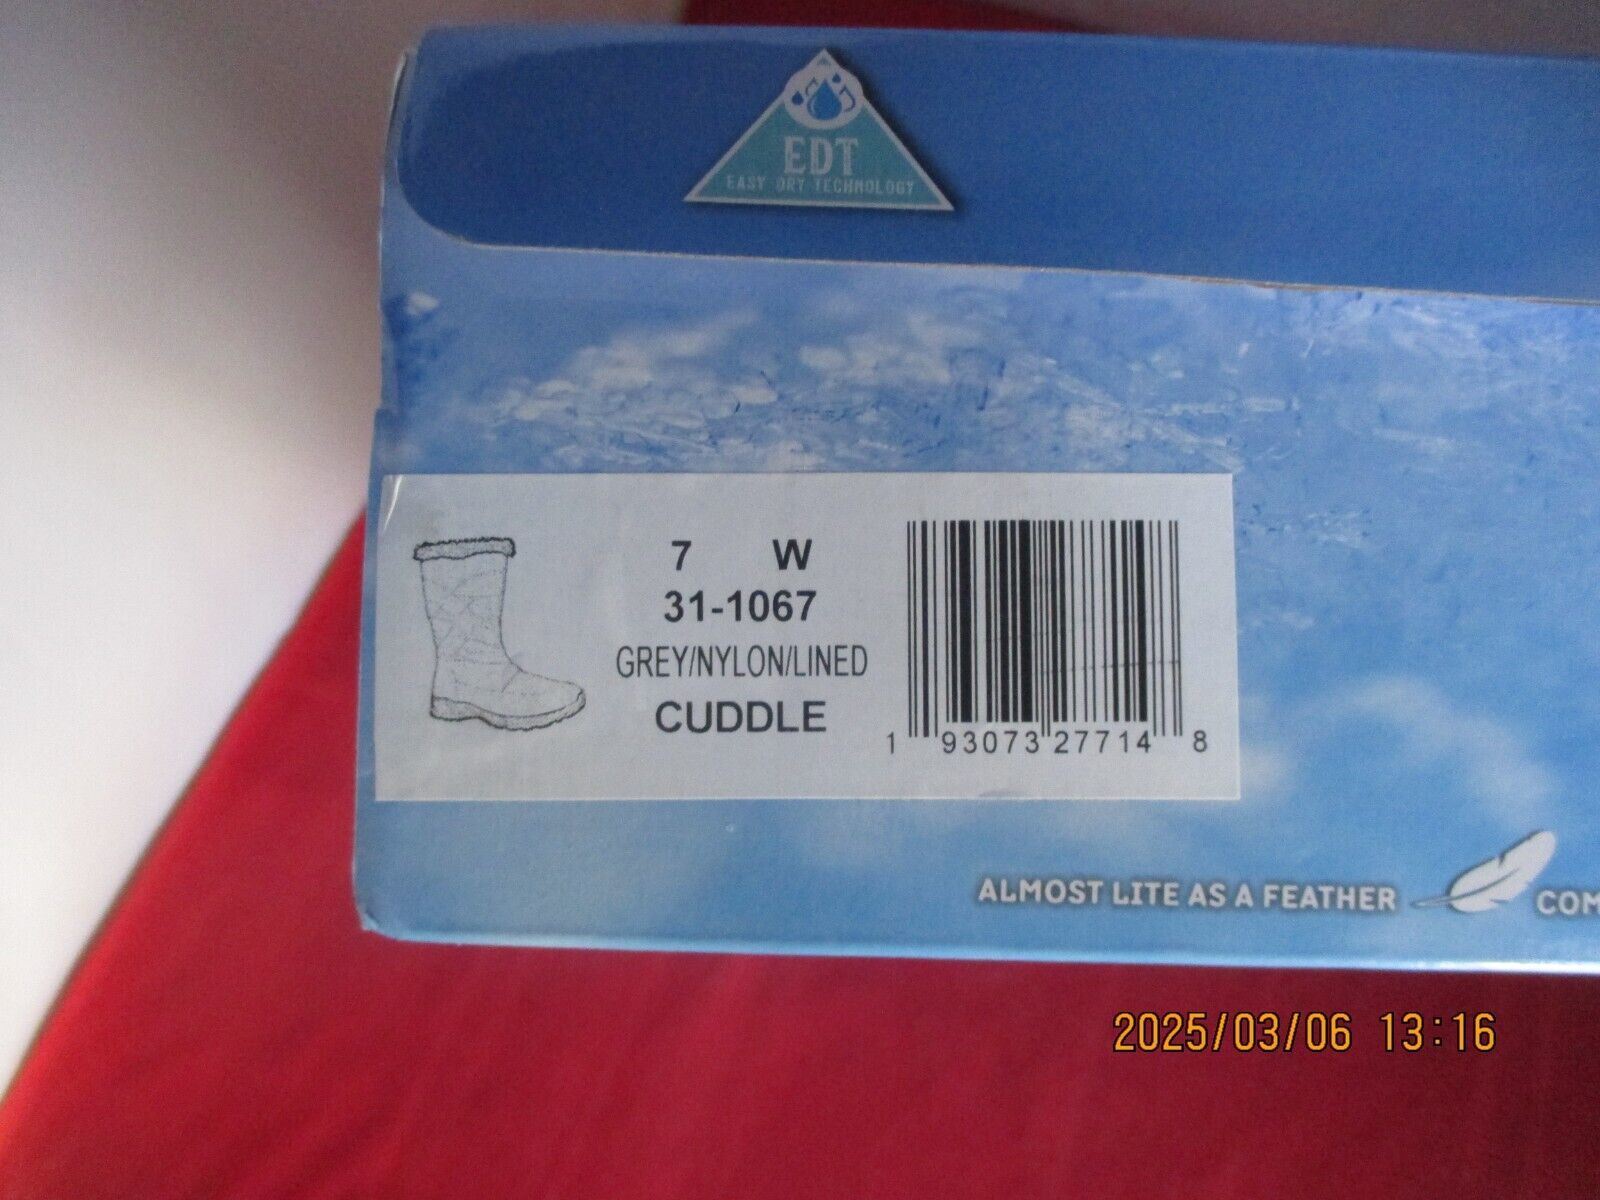 EDT
EASY DRY TECHNOLOGY
7 W
31-1067
GREY/NYLON/LINED
CUDDLE
1 93073 27714 8
ALMOST LITE AS A FEATHER COM
2025/03/06 13:16